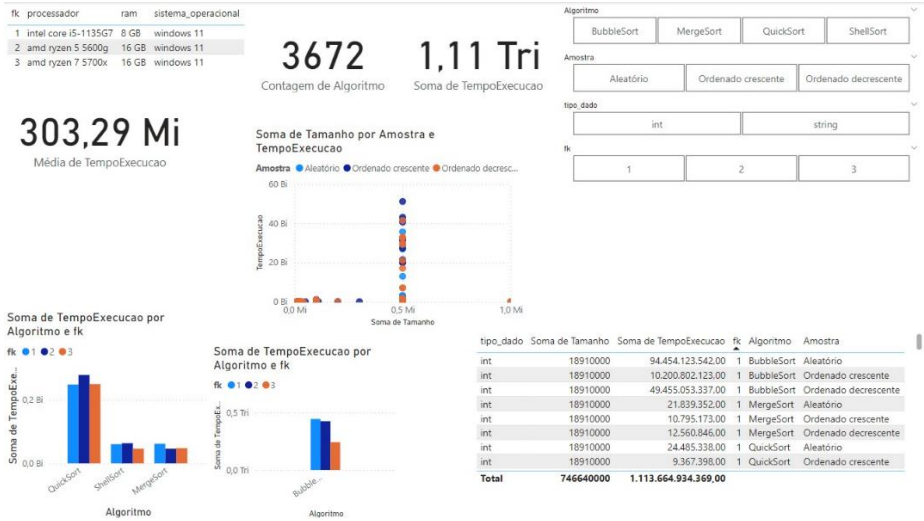 fk processador ram sistema_operacional
1 intel core i5-1135G7 8 GB windows 11
2 amd ryzen 5 5600g 16 GB windows 11
3 amd ryzen 7 5700x 16 GB windows 11
3672
Contagem de Algoritmo
1,11 Tri
Soma de TempoExecucao
303,29 Mi
Média de TempoExecucao
Algoritmo
BubbleSort MergeSort QuickSort ShellSort
Amostra
Aleatório Ordenado crescente Ordenado decrescente
tipo_dado
int string
fk
1 2 3
Soma de Tamanho por Amostra e
TempoExecucao
Amostra Aleatório Ordenado crescente Ordenado decresc...
60 Bi
40 Bi
20 Bi
0 Bi
TempoExecucao
0,0 Mi 0,5 Mi 1,0 Mi
Soma de Tamanho
Soma de TempoExecucao por
Algoritmo e fk
fk 1 2 3
Soma de TempoExe...
0,2 Bi
0,0 Bi
QuickSort ShellSort MergeSort
Algoritmo
Soma de TempoExecucao por
Algoritmo e fk
fk 1 2 3
Soma de TempoEx...
0,5 Tri
0,0 Tri
Bubble...
Algoritmo
tipo_dado Soma de Tamanho Soma de TempoExecucao fk Algoritmo Amostra
int 18910000 94.454.123.542,00 1 BubbleSort Aleatório
int 18910000 10.200.802.123,00 1 BubbleSort Ordenado crescente
int 18910000 49.455.053.337,00 1 BubbleSort Ordenado decrescente
int 18910000 21.839.352,00 1 MergeSort Aleatório
int 18910000 10.795.173,00 1 MergeSort Ordenado crescente
int 18910000 12.560.846,00 1 MergeSort Ordenado decrescente
int 18910000 24.485.338,00 1 QuickSort Aleatório
int 18910000 9.367.398,00 1 QuickSort Ordenado crescente
Total 746640000 1.113.664.934.369,00